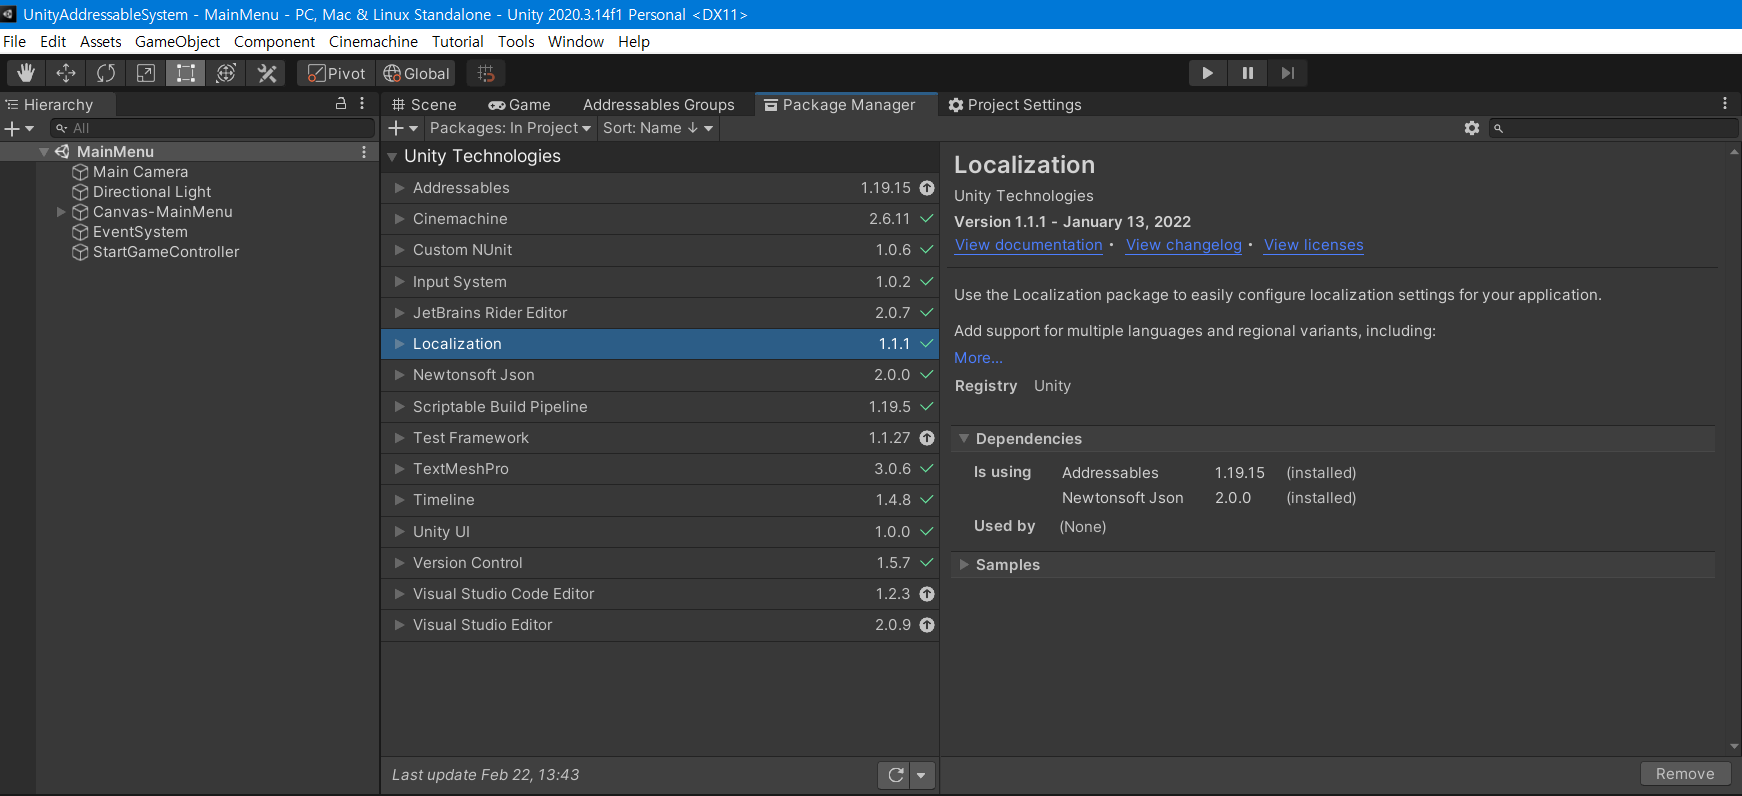 UnityAddressableSystem - MainMenu - PC, Mac & Linux Standalone - Unity 2020.3.14f1 Personal <DX11>
File Edit Assets GameObject Component Cinemachine Tutorial Tools Window Help
Pivot Global
Hierarchy
All
MainMenu
Main Camera
Directional Light
Canvas-MainMenu
EventSystem
StartGameController
Scene Game Addressables Groups Package Manager Project Settings
Packages: In Project Sort: Name ↓
Unity Technologies
Addressables 1.19.15
Cinemachine 2.6.11
Custom NUnit 1.0.6
Input System 1.0.2
JetBrains Rider Editor 2.0.7
Localization 1.1.1
Newtonsoft Json 2.0.0
Scriptable Build Pipeline 1.19.5
Test Framework 1.1.27
TextMeshPro 3.0.6
Timeline 1.4.8
Unity UI 1.0.0
Version Control 1.5.7
Visual Studio Code Editor 1.2.3
Visual Studio Editor 2.0.9
Last update Feb 22, 13:43
Localization
Unity Technologies
Version 1.1.1 - January 13, 2022
View documentation • View changelog • View licenses
Use the Localization package to easily configure localization settings for your application.
Add support for multiple languages and regional variants, including:
More...
Registry Unity
Dependencies
Is using Addressables 1.19.15 (installed)
Newtonsoft Json 2.0.0 (installed)
Used by (None)
Samples
Remove